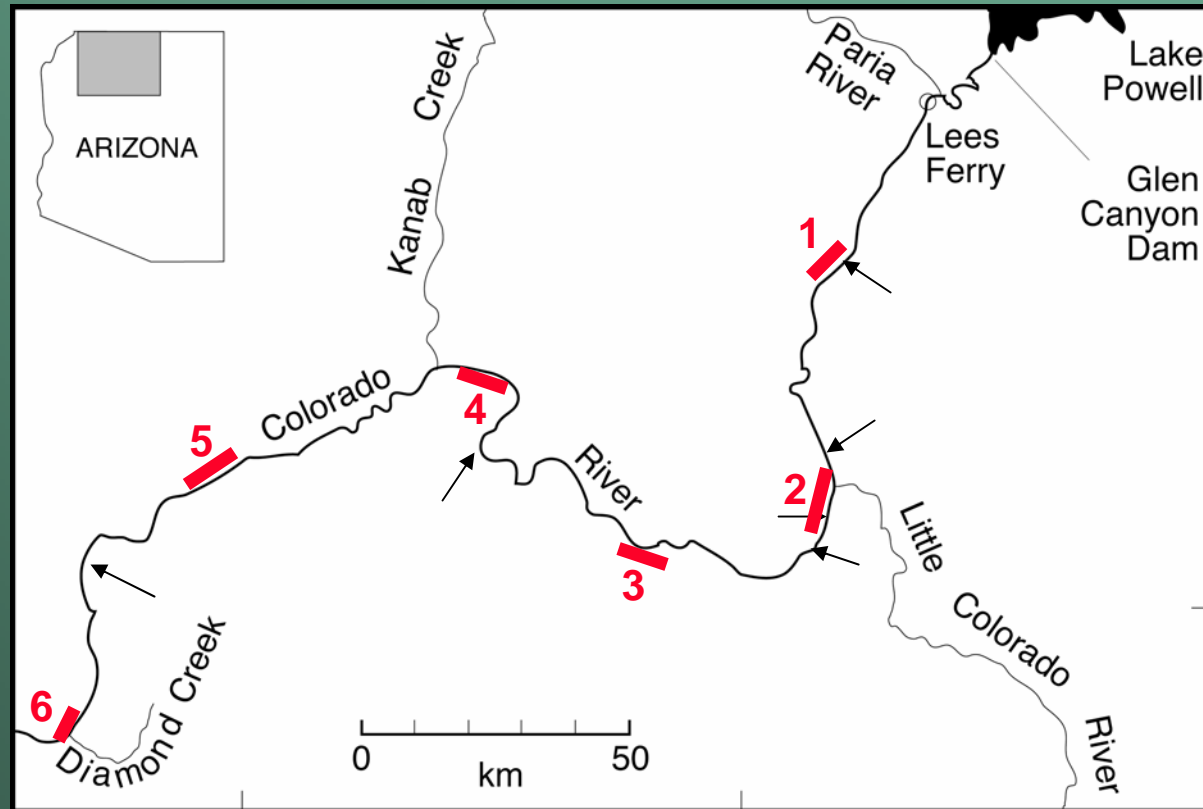 ARIZONA
Kanab Creek
Paria
River
Lake
Powell
Lees
Ferry
Glen
Canyon
Dam
1
Colorado
River
4
5
2
3
Little
Colorado
River
6
Diamond Creek
0
50
km